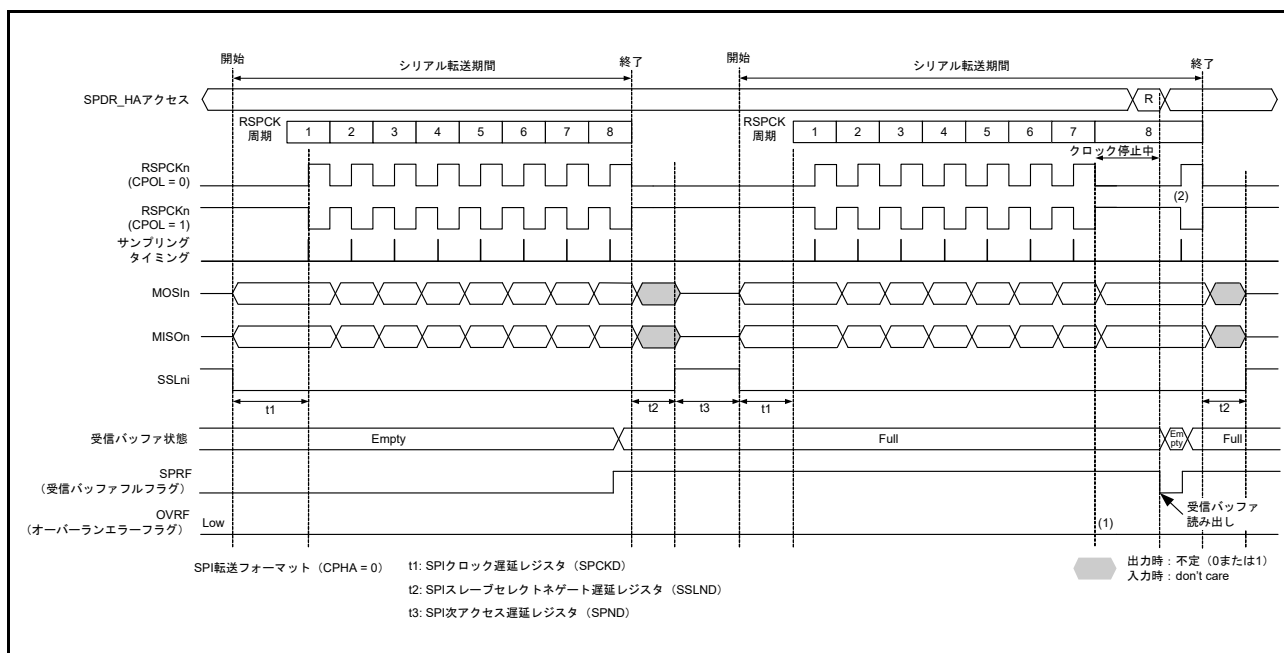 開始
シリアル転送期間
終了
開始
シリアル転送期間
終了
SPDR_HAアクセス
R
RSPCK
周期
1 2 3 4 5 6 7 8
RSPCK
周期
1 2 3 4 5 6 7 8
クロック停止中
RSPCKn
(CPOL = 0)
(2)
RSPCKn
(CPOL = 1)
サンプリング
タイミング
MOSIn
MISOn
SSLni
t1
t2
t3
t1
t2
受信バッファ状態
Empty
Full
Em
pty
Full
SPRF
(受信バッファフルフラグ)
受信バッファ
読み出し
OVRF
(オーバーランエラーフラグ)
Low
(1)
SPI転送フォーマット(CPHA = 0)
t1: SPIクロック遅延レジスタ(SPCKD)
t2: SPIスレーブセレクトネゲート遅延レジスタ(SSLND)
t3: SPI次アクセス遅延レジスタ(SPND)
出力時:不定(0または1)
入力時:don't care